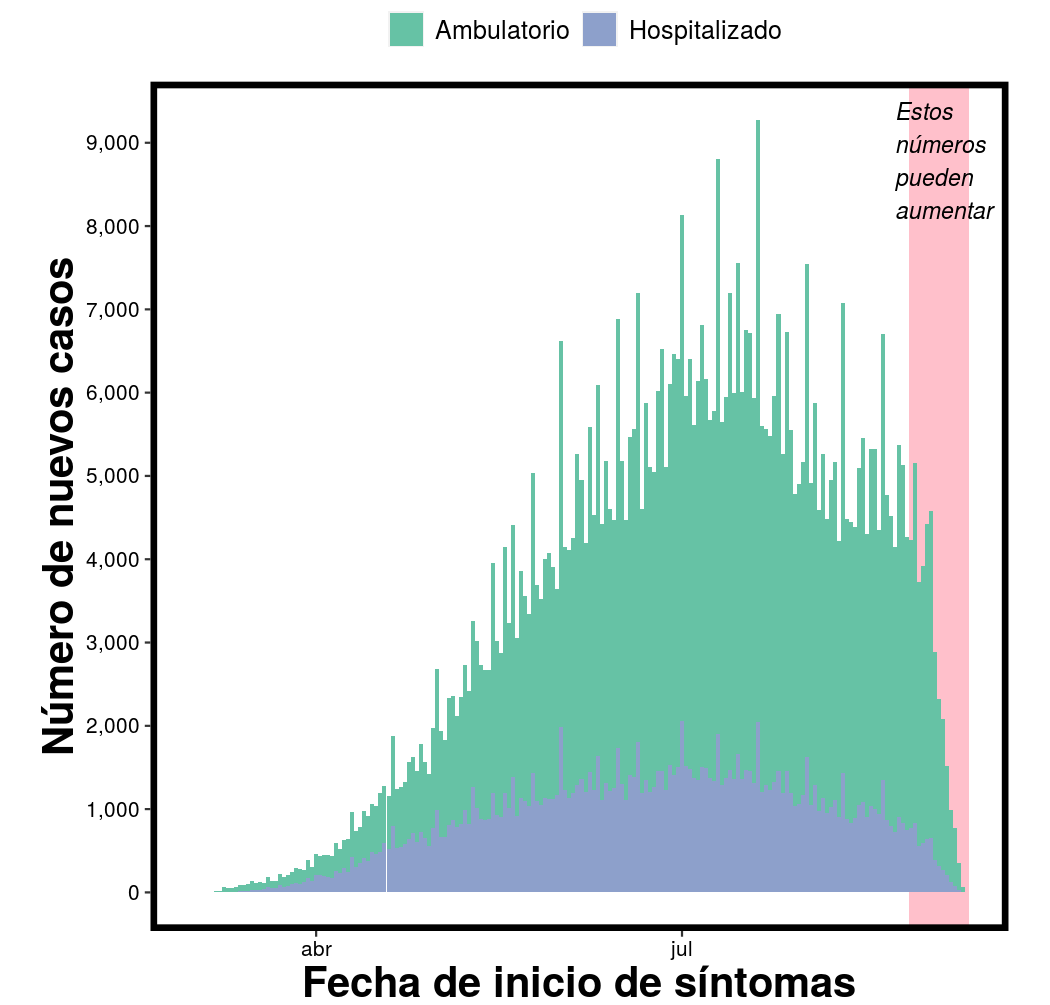 Ambulatorio Hospitalizado
Estos
números
pueden
aumentar
9,000
8,000
7,000
6,000
5,000
4,000
3,000
2,000
1,000
0
Número de nuevos casos
abr jul
Fecha de inicio de síntomas